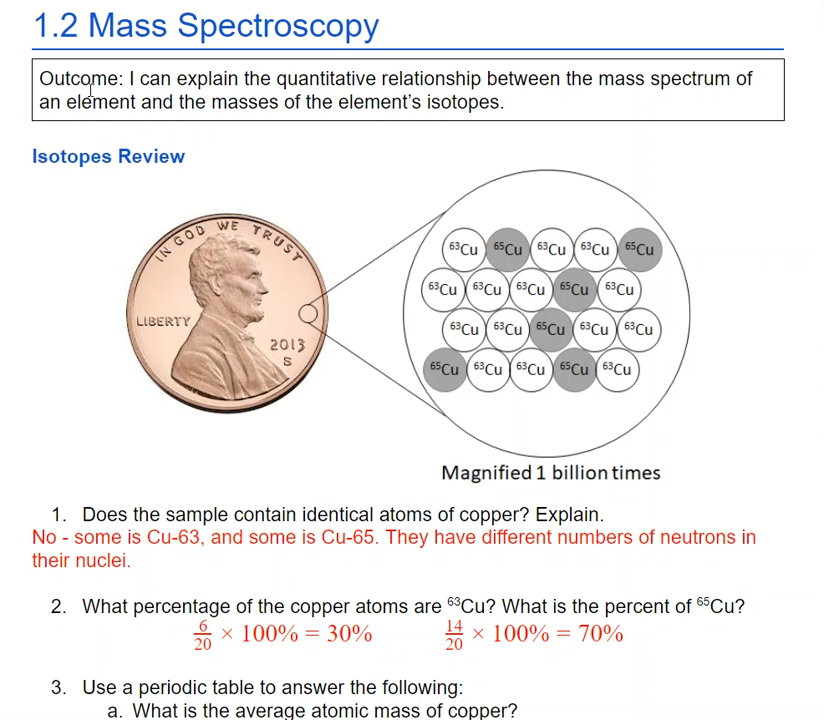 1.2 Mass Spectroscopy
Outcome: I can explain the quantitative relationship between the mass spectrum of
an element and the masses of the element’s isotopes.
Isotopes Review
IN GOD WE TRUST
LIBERTY
2013
S
⁶³Cu ⁶⁵Cu ⁶³Cu ⁶³Cu ⁶⁵Cu
⁶³Cu ⁶³Cu ⁶³Cu ⁶⁵Cu ⁶³Cu
⁶³Cu ⁶³Cu ⁶⁵Cu ⁶³Cu ⁶³Cu
⁶⁵Cu ⁶³Cu ⁶³Cu ⁶⁵Cu ⁶³Cu
Magnified 1 billion times
1. Does the sample contain identical atoms of copper? Explain.
No - some is Cu-63, and some is Cu-65. They have different numbers of neutrons in
their nuclei.
2. What percentage of the copper atoms are ⁶³Cu? What is the percent of ⁶⁵Cu?
6/20 × 100% = 30% 14/20 × 100% = 70%
3. Use a periodic table to answer the following:
a. What is the average atomic mass of copper?